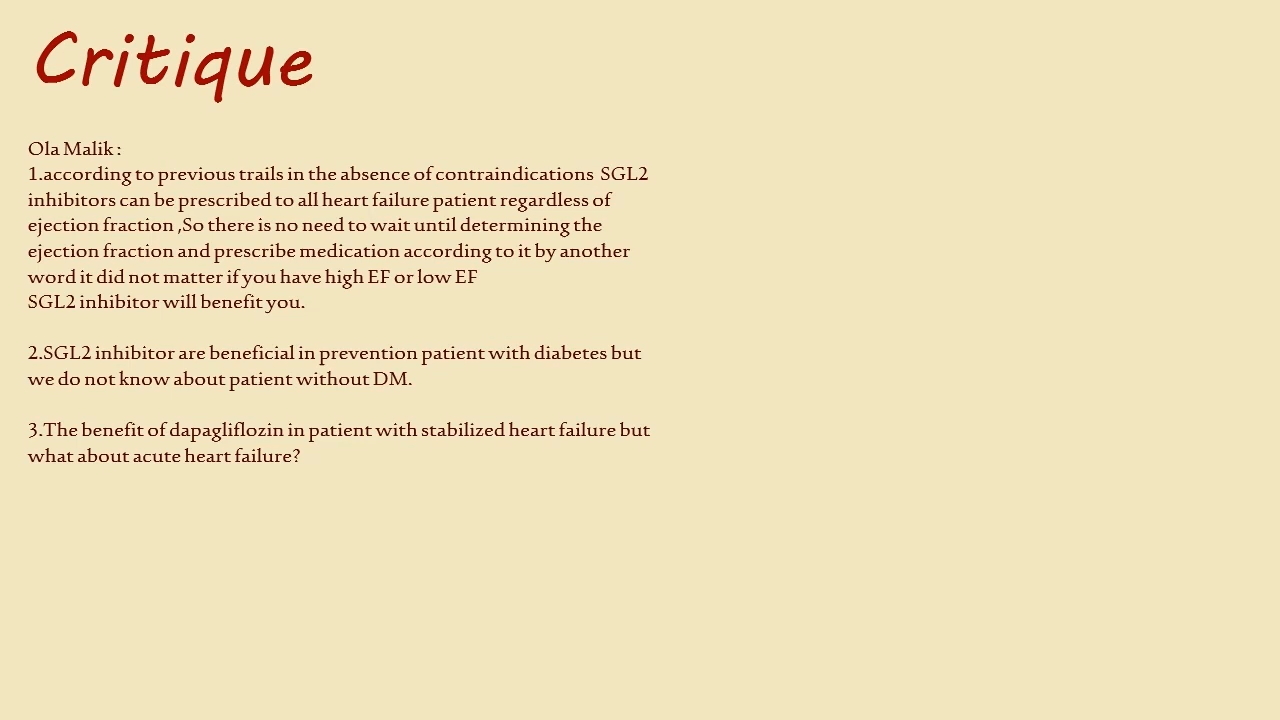 Critique
Ola Malik :
1.according to previous trails in the absence of contraindications  SGL2
inhibitors can be prescribed to all heart failure patient regardless of
ejection fraction ,So there is no need to wait until determining the
ejection fraction and prescribe medication according to it by another
word it did not matter if you have high EF or low EF
SGL2 inhibitor will benefit you.
2.SGL2 inhibitor are beneficial in prevention patient with diabetes but
we do not know about patient without DM.
3.The benefit of dapagliflozin in patient with stabilized heart failure but
what about acute heart failure?